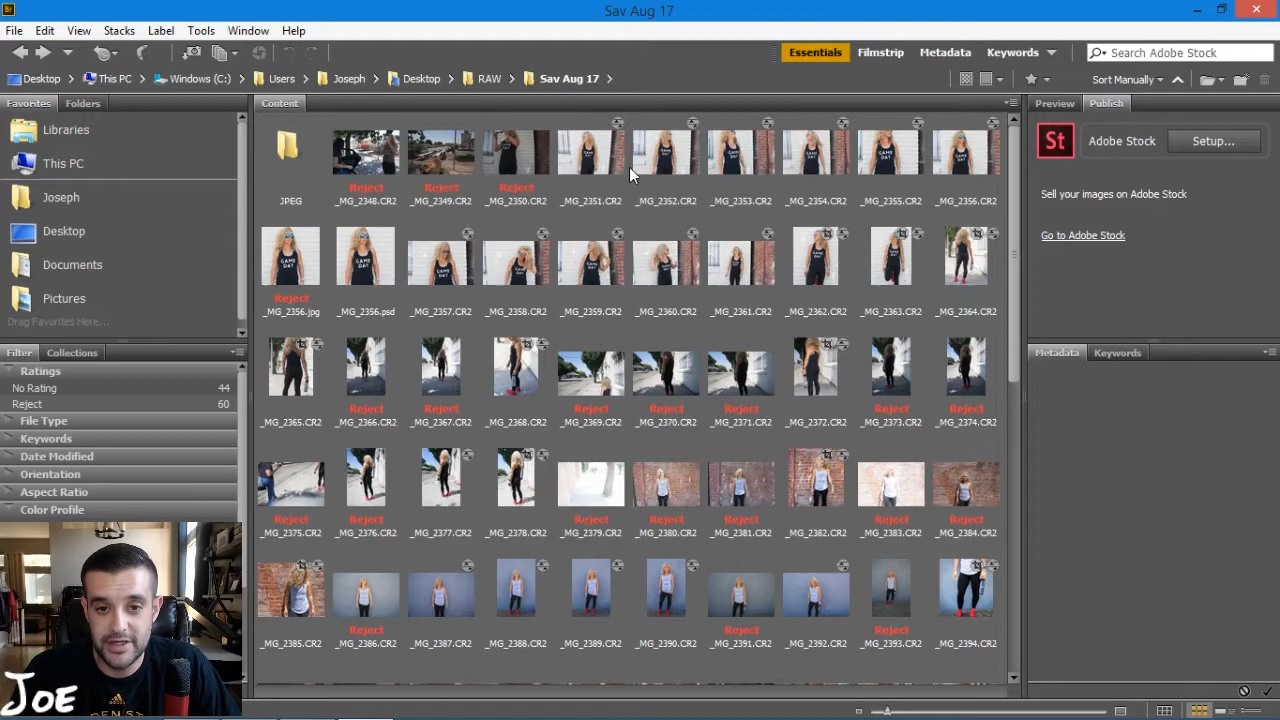 Br
Sav Aug 17
File Edit View Stacks Label Tools Window Help
Essentials Filmstrip Metadata Keywords Search Adobe Stock
Desktop This PC Windows (C:) Users Joseph Desktop RAW Sav Aug 17 Sort Manually
Favorites Folders
Libraries
This PC
Joseph
Desktop
Documents
Pictures
Drag Favorites Here...
Filter Collections
Ratings
No Rating 44
Reject 60
File Type
Keywords
Date Modified
Orientation
Aspect Ratio
Color Profile
Content
Reject Reject Reject
JPEG _MG_2348.CR2 _MG_2349.CR2 _MG_2350.CR2 _MG_2351.CR2 _MG_2352.CR2 _MG_2353.CR2 _MG_2354.CR2 _MG_2355.CR2 _MG_2356.CR2
Reject
_MG_2356.jpg _MG_2356.psd _MG_2357.CR2 _MG_2358.CR2 _MG_2359.CR2 _MG_2360.CR2 _MG_2361.CR2 _MG_2362.CR2 _MG_2363.CR2 _MG_2364.CR2
Reject Reject Reject Reject Reject Reject Reject Reject
_MG_2365.CR2 _MG_2366.CR2 _MG_2367.CR2 _MG_2368.CR2 _MG_2369.CR2 _MG_2370.CR2 _MG_2371.CR2 _MG_2372.CR2 _MG_2373.CR2 _MG_2374.CR2
Reject Reject Reject Reject Reject Reject Reject Reject Reject Reject
_MG_2375.CR2 _MG_2376.CR2 _MG_2377.CR2 _MG_2378.CR2 _MG_2379.CR2 _MG_2380.CR2 _MG_2381.CR2 _MG_2382.CR2 _MG_2383.CR2 _MG_2384.CR2
Reject Reject Reject
_MG_2385.CR2 _MG_2386.CR2 _MG_2387.CR2 _MG_2388.CR2 _MG_2389.CR2 _MG_2390.CR2 _MG_2391.CR2 _MG_2392.CR2 _MG_2393.CR2 _MG_2394.CR2
Preview Publish
St Adobe Stock Setup...
Sell your images on Adobe Stock
Go to Adobe Stock
Metadata Keywords
JOE